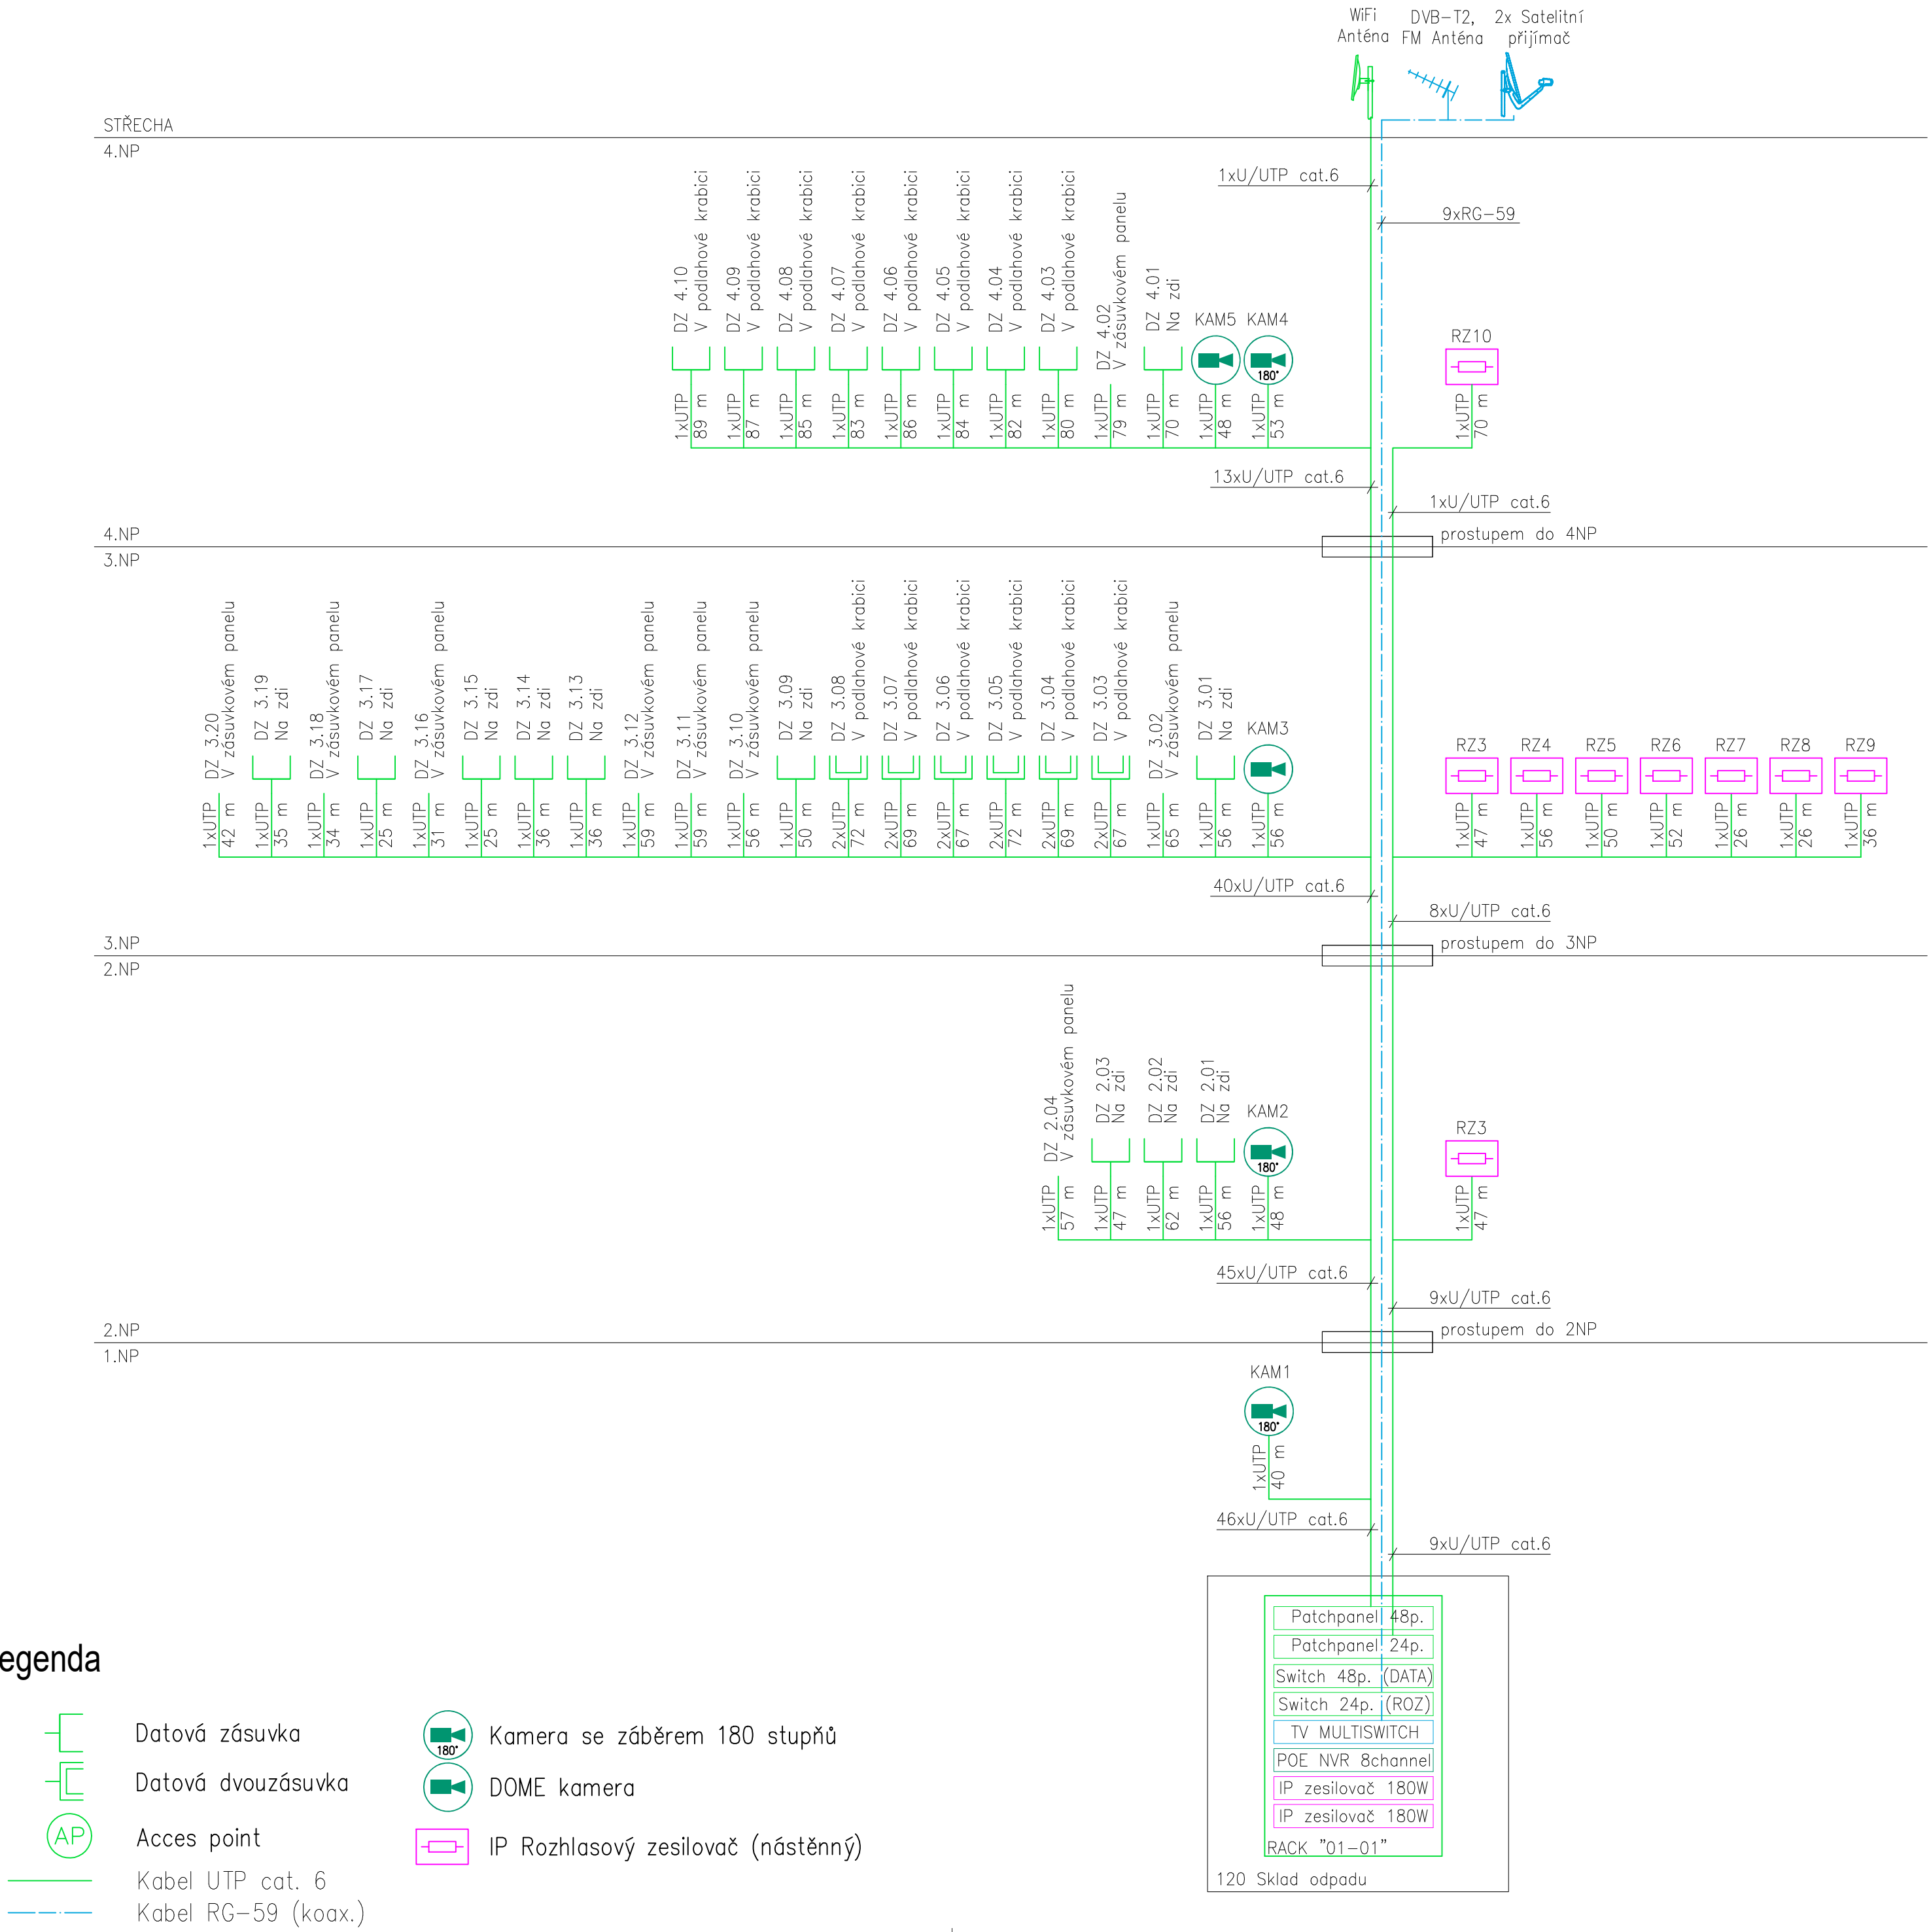 WiFi
Anténa
DVB-T2,
FM Anténa
2x Satelitní
přijímač
STŘECHA
4.NP
1xU/UTP cat.6
9xRG-59
DZ 4.10
V podlahové krabici
DZ 4.09
V podlahové krabici
DZ 4.08
V podlahové krabici
DZ 4.07
V podlahové krabici
DZ 4.06
V podlahové krabici
DZ 4.05
V podlahové krabici
DZ 4.04
V podlahové krabici
DZ 4.03
V podlahové krabici
DZ 4.02
V zásuvkovém panelu
DZ 4.01
Na zdi
KAM5
KAM4
180°
RZ10
1xUTP
89 m
1xUTP
87 m
1xUTP
85 m
1xUTP
83 m
1xUTP
86 m
1xUTP
84 m
1xUTP
82 m
1xUTP
80 m
1xUTP
79 m
1xUTP
70 m
1xUTP
48 m
1xUTP
53 m
1xUTP
70 m
13xU/UTP cat.6
1xU/UTP cat.6
4.NP
prostupem do 4NP
3.NP
DZ 3.20
V zásuvkovém panelu
DZ 3.19
Na zdi
DZ 3.18
V zásuvkovém panelu
DZ 3.17
Na zdi
DZ 3.16
V zásuvkovém panelu
DZ 3.15
Na zdi
DZ 3.14
Na zdi
DZ 3.13
Na zdi
DZ 3.12
V zásuvkovém panelu
DZ 3.11
V zásuvkovém panelu
DZ 3.10
V zásuvkovém panelu
DZ 3.09
Na zdi
DZ 3.08
V podlahové krabici
DZ 3.07
V podlahové krabici
DZ 3.06
V podlahové krabici
DZ 3.05
V podlahové krabici
DZ 3.04
V podlahové krabici
DZ 3.03
V podlahové krabici
DZ 3.02
V zásuvkovém panelu
DZ 3.01
Na zdi
KAM3
RZ3
RZ4
RZ5
RZ6
RZ7
RZ8
RZ9
1xUTP
42 m
1xUTP
35 m
1xUTP
34 m
1xUTP
25 m
1xUTP
31 m
1xUTP
25 m
1xUTP
36 m
1xUTP
36 m
1xUTP
59 m
1xUTP
59 m
1xUTP
56 m
1xUTP
50 m
2xUTP
72 m
2xUTP
69 m
2xUTP
67 m
2xUTP
72 m
2xUTP
69 m
2xUTP
67 m
1xUTP
65 m
1xUTP
56 m
1xUTP
56 m
1xUTP
47 m
1xUTP
56 m
1xUTP
50 m
1xUTP
52 m
1xUTP
26 m
1xUTP
26 m
1xUTP
36 m
40xU/UTP cat.6
8xU/UTP cat.6
3.NP
prostupem do 3NP
2.NP
DZ 2.04
V zásuvkovém panelu
DZ 2.03
Na zdi
DZ 2.02
Na zdi
DZ 2.01
Na zdi
KAM2
180°
RZ3
1xUTP
57 m
1xUTP
47 m
1xUTP
62 m
1xUTP
56 m
1xUTP
48 m
1xUTP
47 m
45xU/UTP cat.6
9xU/UTP cat.6
2.NP
prostupem do 2NP
1.NP
KAM1
180°
1xUTP
40 m
46xU/UTP cat.6
9xU/UTP cat.6
Patchpanel 48p.
Patchpanel 24p.
Switch 48p. (DATA)
Switch 24p. (ROZ)
TV MULTISWITCH
POE NVR 8channel
IP zesilovač 180W
IP zesilovač 180W
RACK "01-01"
120 Sklad odpadu
egenda
Datová zásuvka
Datová dvouzásuvka
AP
Acces point
Kabel UTP cat. 6
Kabel RG-59 (koax.)
180°
Kamera se záběrem 180 stupňů
DOME kamera
IP Rozhlasový zesilovač (nástěnný)